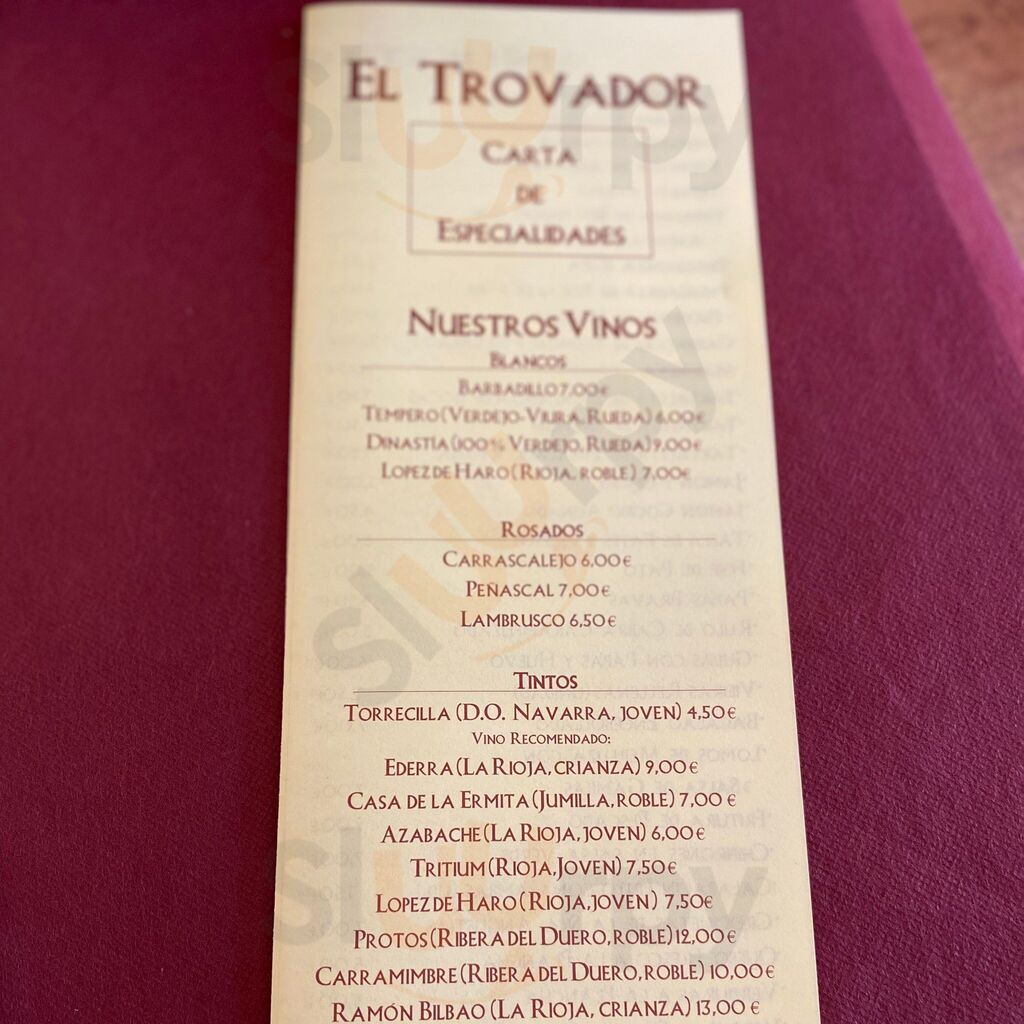 EL TROVADOR
CARTA
DE
ESPECIALIDADES
NUESTROS VINOS
BLANCOS
BARBADILLO 7,00€
TEMPERO (VERDEJO-VIURA, RUEDA) 6,00€
DINASTÍA (100% VERDEJO, RUEDA) 9,00€
LOPEZ DE HARO (RIOJA, ROBLE) 7,00€
ROSADOS
CARRASCALEJO 6,00€
PEÑASCAL 7,00€
LAMBRUSCO 6,50€
TINTOS
TORRECILLA (D.O. NAVARRA, JOVEN) 4,50€
VINO RECOMENDADO:
EDERRA (LA RIOJA, CRIANZA) 9,00€
CASA DE LA ERMITA (JUMILLA, ROBLE) 7,00 €
AZABACHE (LA RIOJA, JOVEN) 6,00€
TRITIUM (RIOJA, JOVEN) 7,50€
LOPEZ DE HARO (RIOJA, JOVEN) 7,50€
PROTOS (RIBERA DEL DUERO, ROBLE) 12,00€
CARRAMIMBRE (RIBERA DEL DUERO, ROBLE) 10,00€
RAMÓN BILBAO (LA RIOJA, CRIANZA) 13,00 €
sluurpy
sluurpy
sluurpy